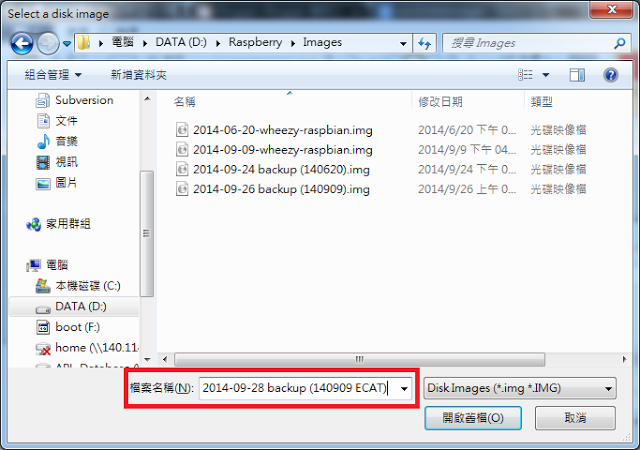 Select a disk image
電腦 DATA (D:) Raspberry Images
搜尋 Images
組合管理 新增資料夾
名稱 修改日期 類型
Subversion
文件
音樂
視訊
圖片
家用群組
電腦
本機磁碟 (C:)
DATA (D:)
boot (F:)
home (\\140.114
2014-06-20-wheezy-raspbian.img 2014/6/20 下午 0... 光碟映像檔
2014-09-09-wheezy-raspbian.img 2014/9/9 下午 04... 光碟映像檔
2014-09-24 backup (140620).img 2014/9/24 下午 0... 光碟映像檔
2014-09-26 backup (140909).img 2014/9/26 上午 0... 光碟映像檔
檔案名稱(N): 2014-09-28 backup (140909 ECAT)
Disk Images (*.img *.IMG)
開啟舊檔(O) 取消